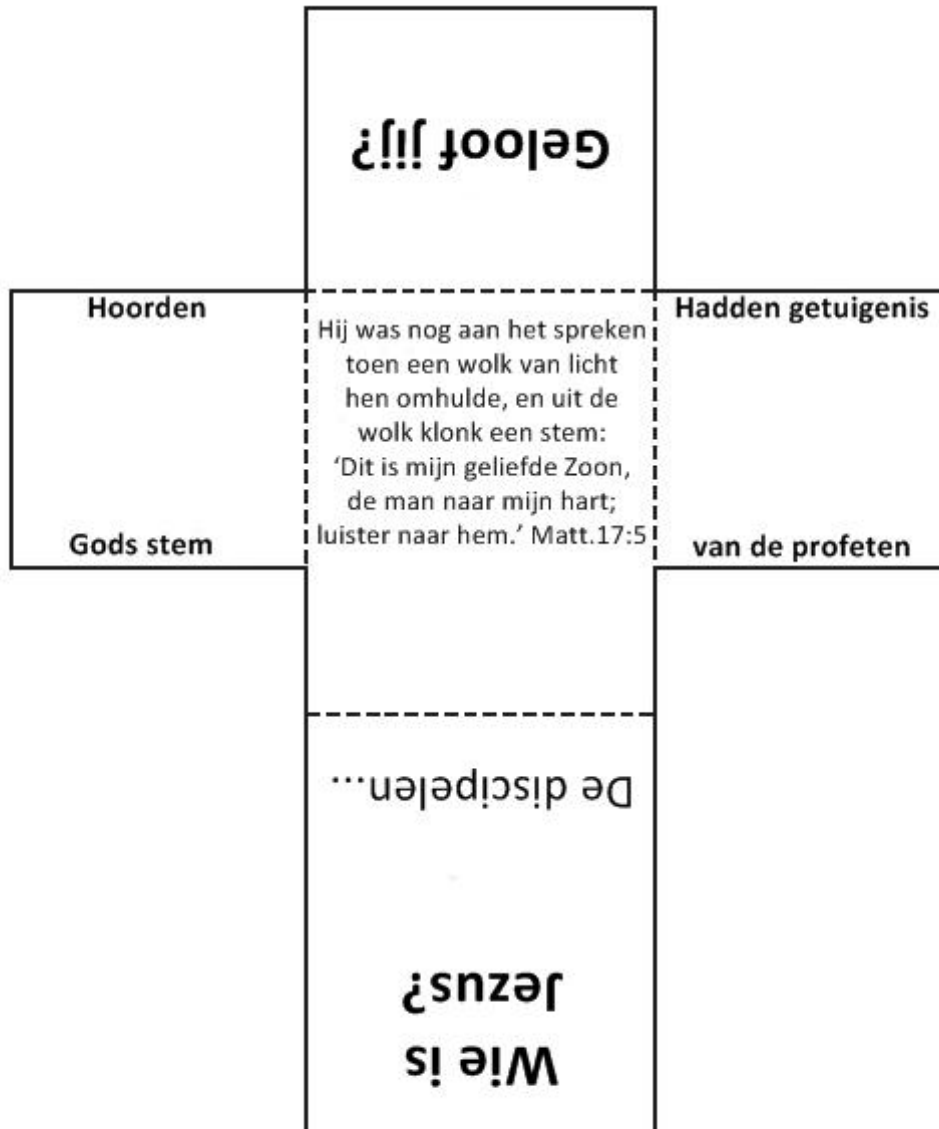 Geloof jij?
Hoorden
Gods stem
Hij was nog aan het spreken
toen een wolk van licht
hen omhulde, en uit de
wolk klonk een stem:
‘Dit is mijn geliefde Zoon,
de man naar mijn hart;
luister naar hem.’ Matt.17:5
Hadden getuigenis
van de profeten
Wie is
Jezus?
De discipelen...